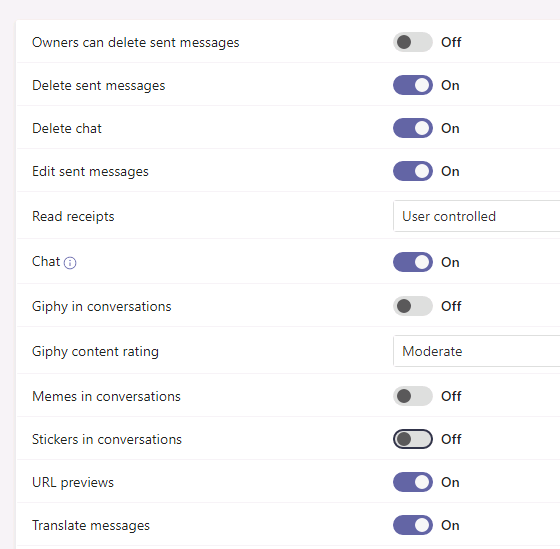 Owners can delete sent messages Off
Delete sent messages On
Delete chat On
Edit sent messages On
Read receipts User controlled
Chat On
Giphy in conversations Off
Giphy content rating Moderate
Memes in conversations Off
Stickers in conversations Off
URL previews On
Translate messages On